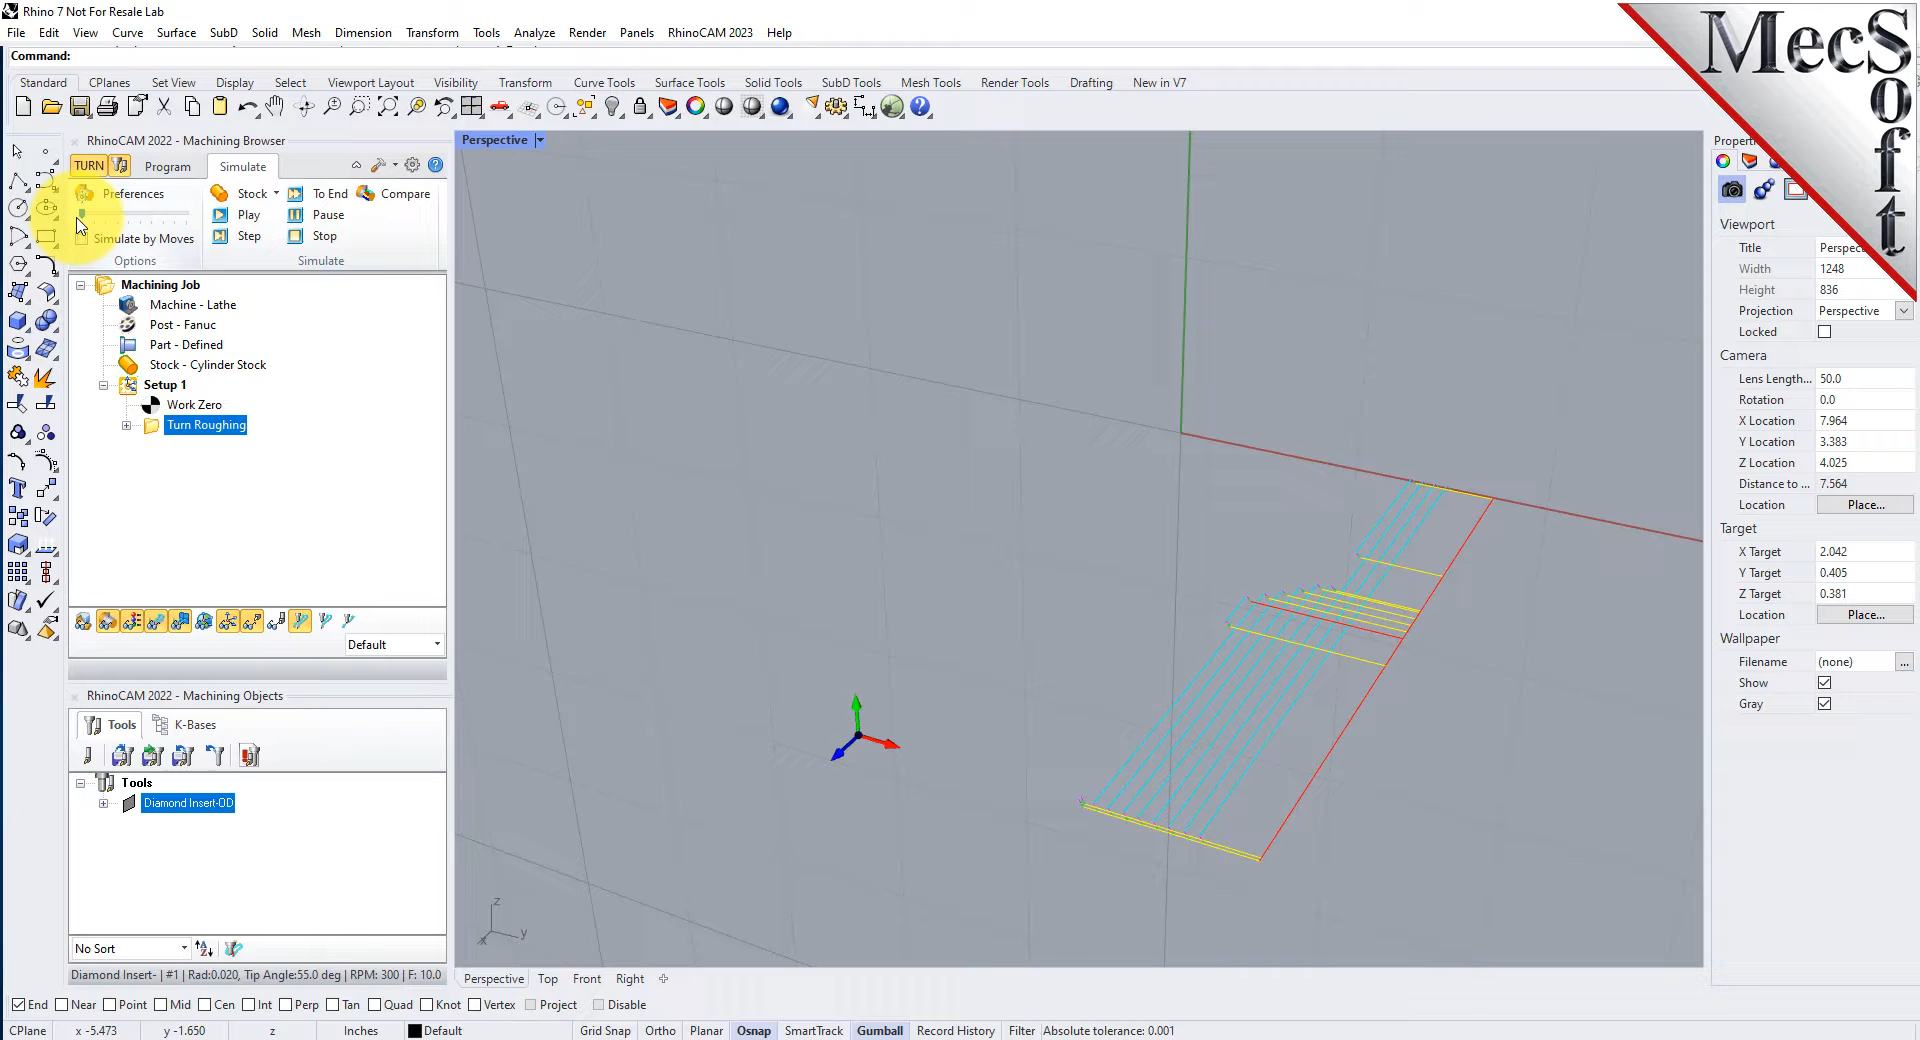 Rhino 7 Not For Resale Lab
File Edit View Curve Surface SubD Solid Mesh Dimension Transform Tools Analyze Render Panels RhinoCAM 2023 Help
Command:
Standard CPlanes Set View Display Select Viewport Layout Visibility Transform Curve Tools Surface Tools Solid Tools SubD Tools Mesh Tools Render Tools Drafting New in V7
MecSoft
RhinoCAM 2022 - Machining Browser
TURN Program Simulate
Preferences Stock To End Compare
Play Pause
Simulate by Moves Step Stop
Options Simulate
Machining Job
Machine - Lathe
Post - Fanuc
Part - Defined
Stock - Cylinder Stock
Setup 1
Work Zero
Turn Roughing
Default
RhinoCAM 2022 - Machining Objects
Tools K-Bases
Tools
Diamond Insert-OD
No Sort
Diamond Insert- | #1 | Rad:0.020, Tip Angle:55.0 deg | RPM: 300 | F: 10.0
Perspective
z
y
x
Perspective Top Front Right
Viewport
Title
Width 1248
Height 836
Projection Perspective
Locked
Camera
Lens Length... 50.0
Rotation 0.0
X Location 7.964
Y Location 3.383
Z Location 4.025
Distance to ... 7.564
Location Place...
Target
X Target 2.042
Y Target 0.405
Z Target 0.381
Location Place...
Wallpaper
Filename (none) ...
Show
Gray
End Near Point Mid Cen Int Perp Tan Quad Knot Vertex Project Disable
CPlane x -5.473 y -1.650 z Inches Default Grid Snap Ortho Planar Osnap SmartTrack Gumball Record History Filter Absolute tolerance: 0.001